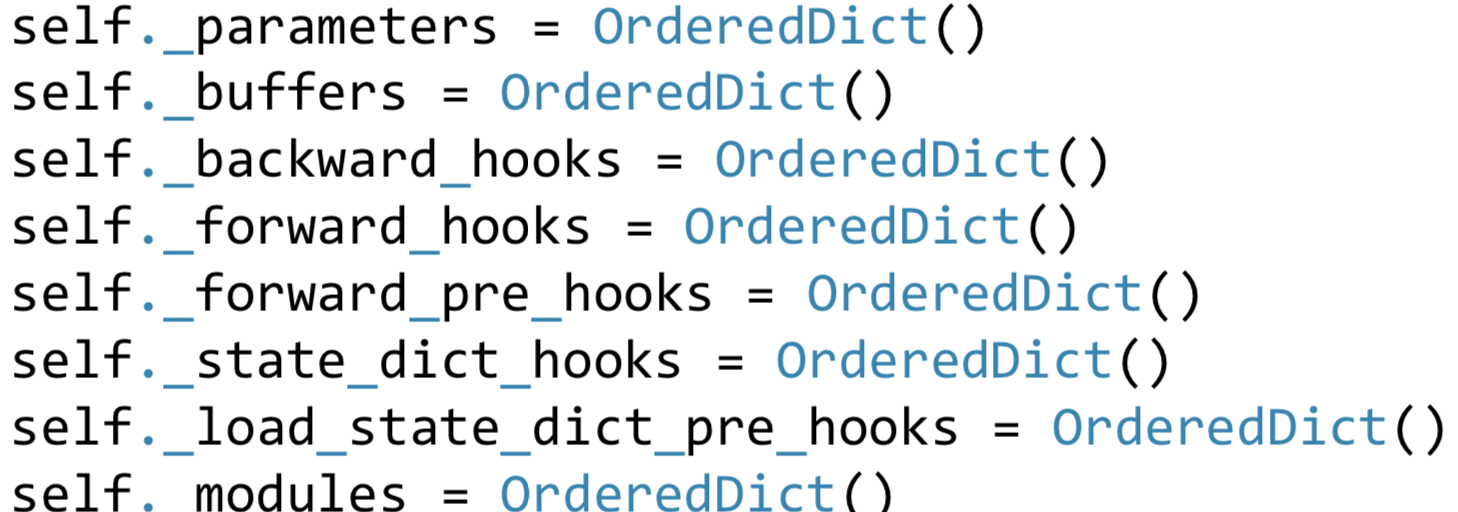 self._parameters = OrderedDict()
self._buffers = OrderedDict()
self._backward_hooks = OrderedDict()
self._forward_hooks = OrderedDict()
self._forward_pre_hooks = OrderedDict()
self._state_dict_hooks = OrderedDict()
self._load_state_dict_pre_hooks = OrderedDict()
self._modules = OrderedDict()